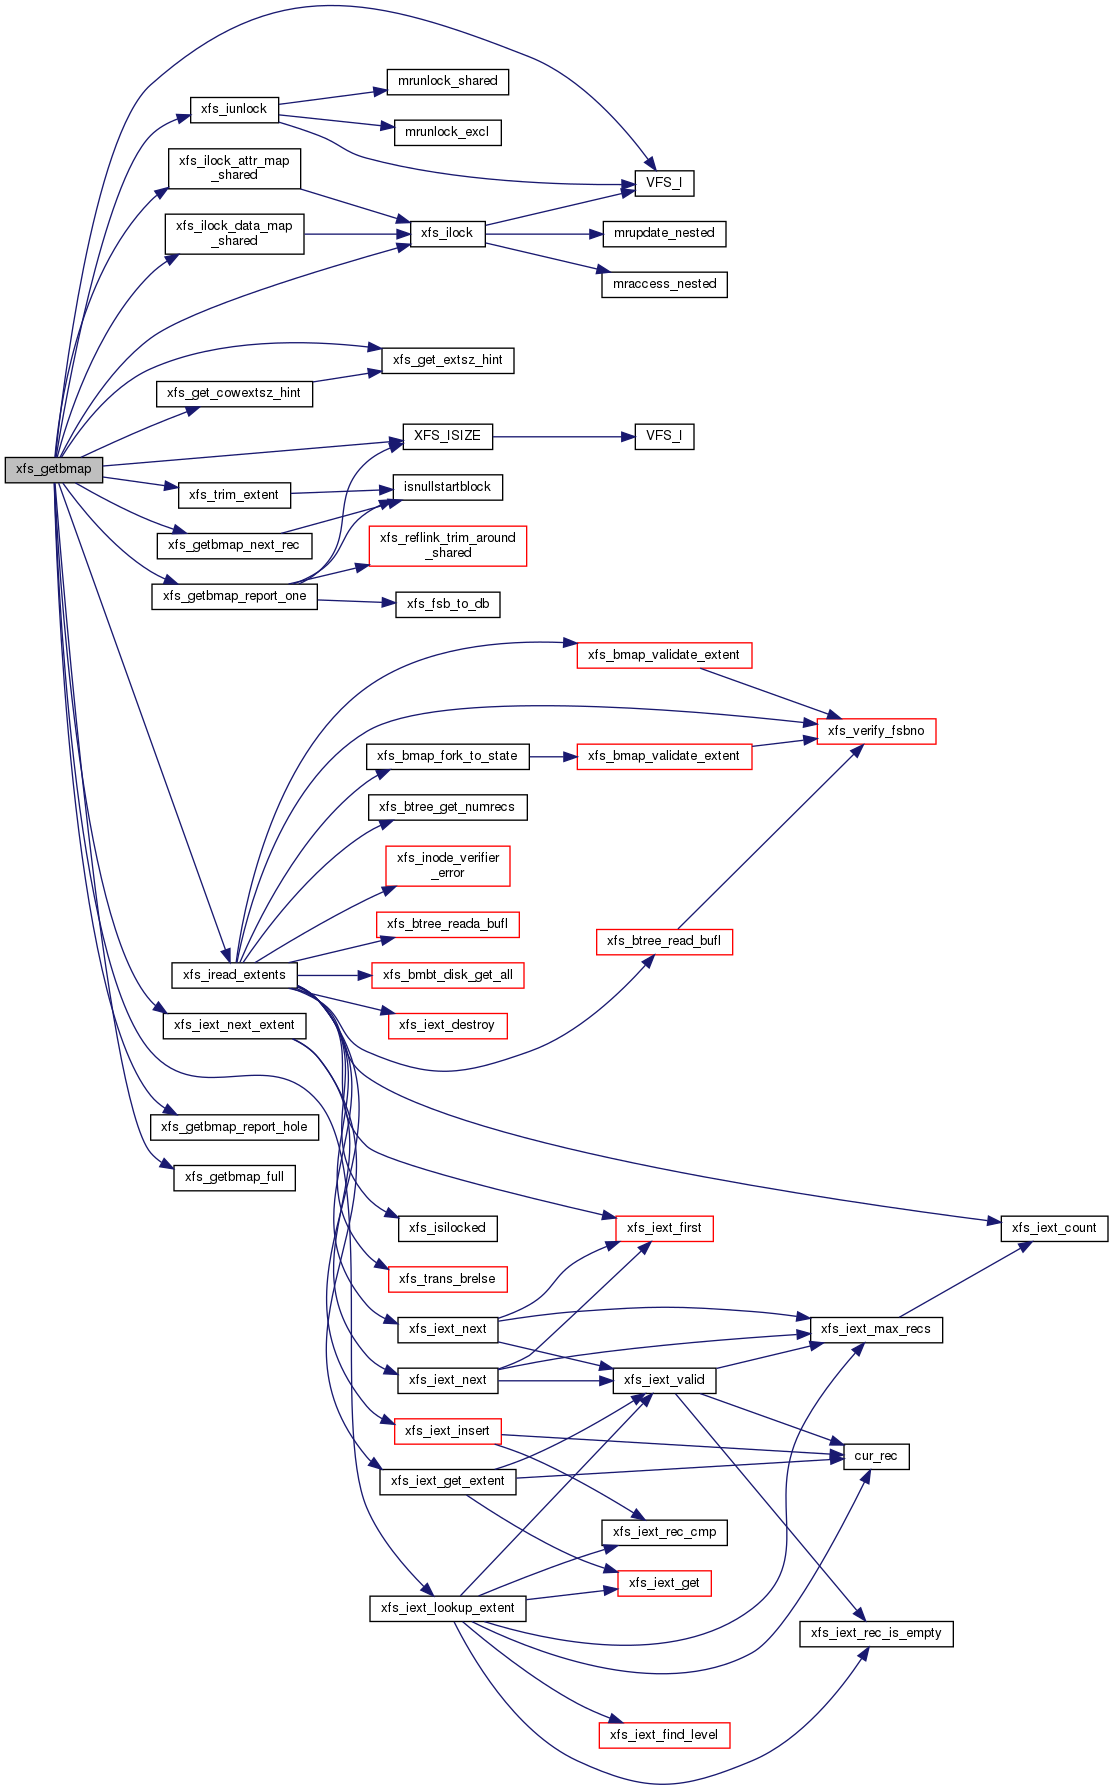 mrunlock_shared
xfs_iunlock
mrunlock_excl
xfs_ilock_attr_map
_shared
VFS_I
xfs_ilock_data_map
_shared
xfs_ilock
mrupdate_nested
mraccess_nested
xfs_get_extsz_hint
xfs_get_cowextsz_hint
XFS_ISIZE
VFS_I
xfs_getbmap
isnullstartblock
xfs_trim_extent
xfs_reflink_trim_around
_shared
xfs_getbmap_next_rec
xfs_getbmap_report_one
xfs_fsb_to_db
xfs_bmap_validate_extent
xfs_verify_fsbno
xfs_bmap_fork_to_state
xfs_bmap_validate_extent
xfs_btree_get_numrecs
xfs_inode_verifier
_error
xfs_btree_reada_bufl
xfs_btree_read_bufl
xfs_iread_extents
xfs_bmbt_disk_get_all
xfs_iext_next_extent
xfs_iext_destroy
xfs_getbmap_report_hole
xfs_getbmap_full
xfs_isilocked
xfs_iext_first
xfs_iext_count
xfs_trans_brelse
xfs_iext_next
xfs_iext_max_recs
xfs_iext_next
xfs_iext_valid
xfs_iext_insert
cur_rec
xfs_iext_get_extent
xfs_iext_rec_cmp
xfs_iext_get
xfs_iext_lookup_extent
xfs_iext_rec_is_empty
xfs_iext_find_level